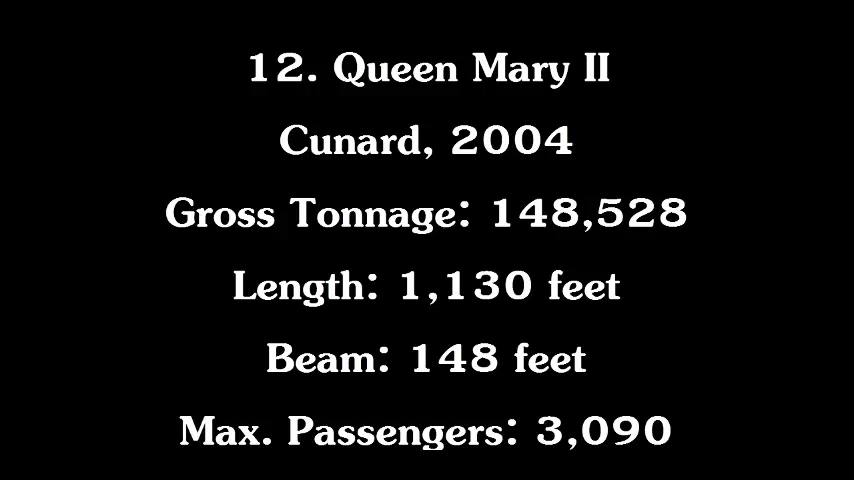 12. Queen Mary II
Cunard, 2004
Gross Tonnage: 148,528
Length: 1,130 feet
Beam: 148 feet
Max. Passengers: 3,090